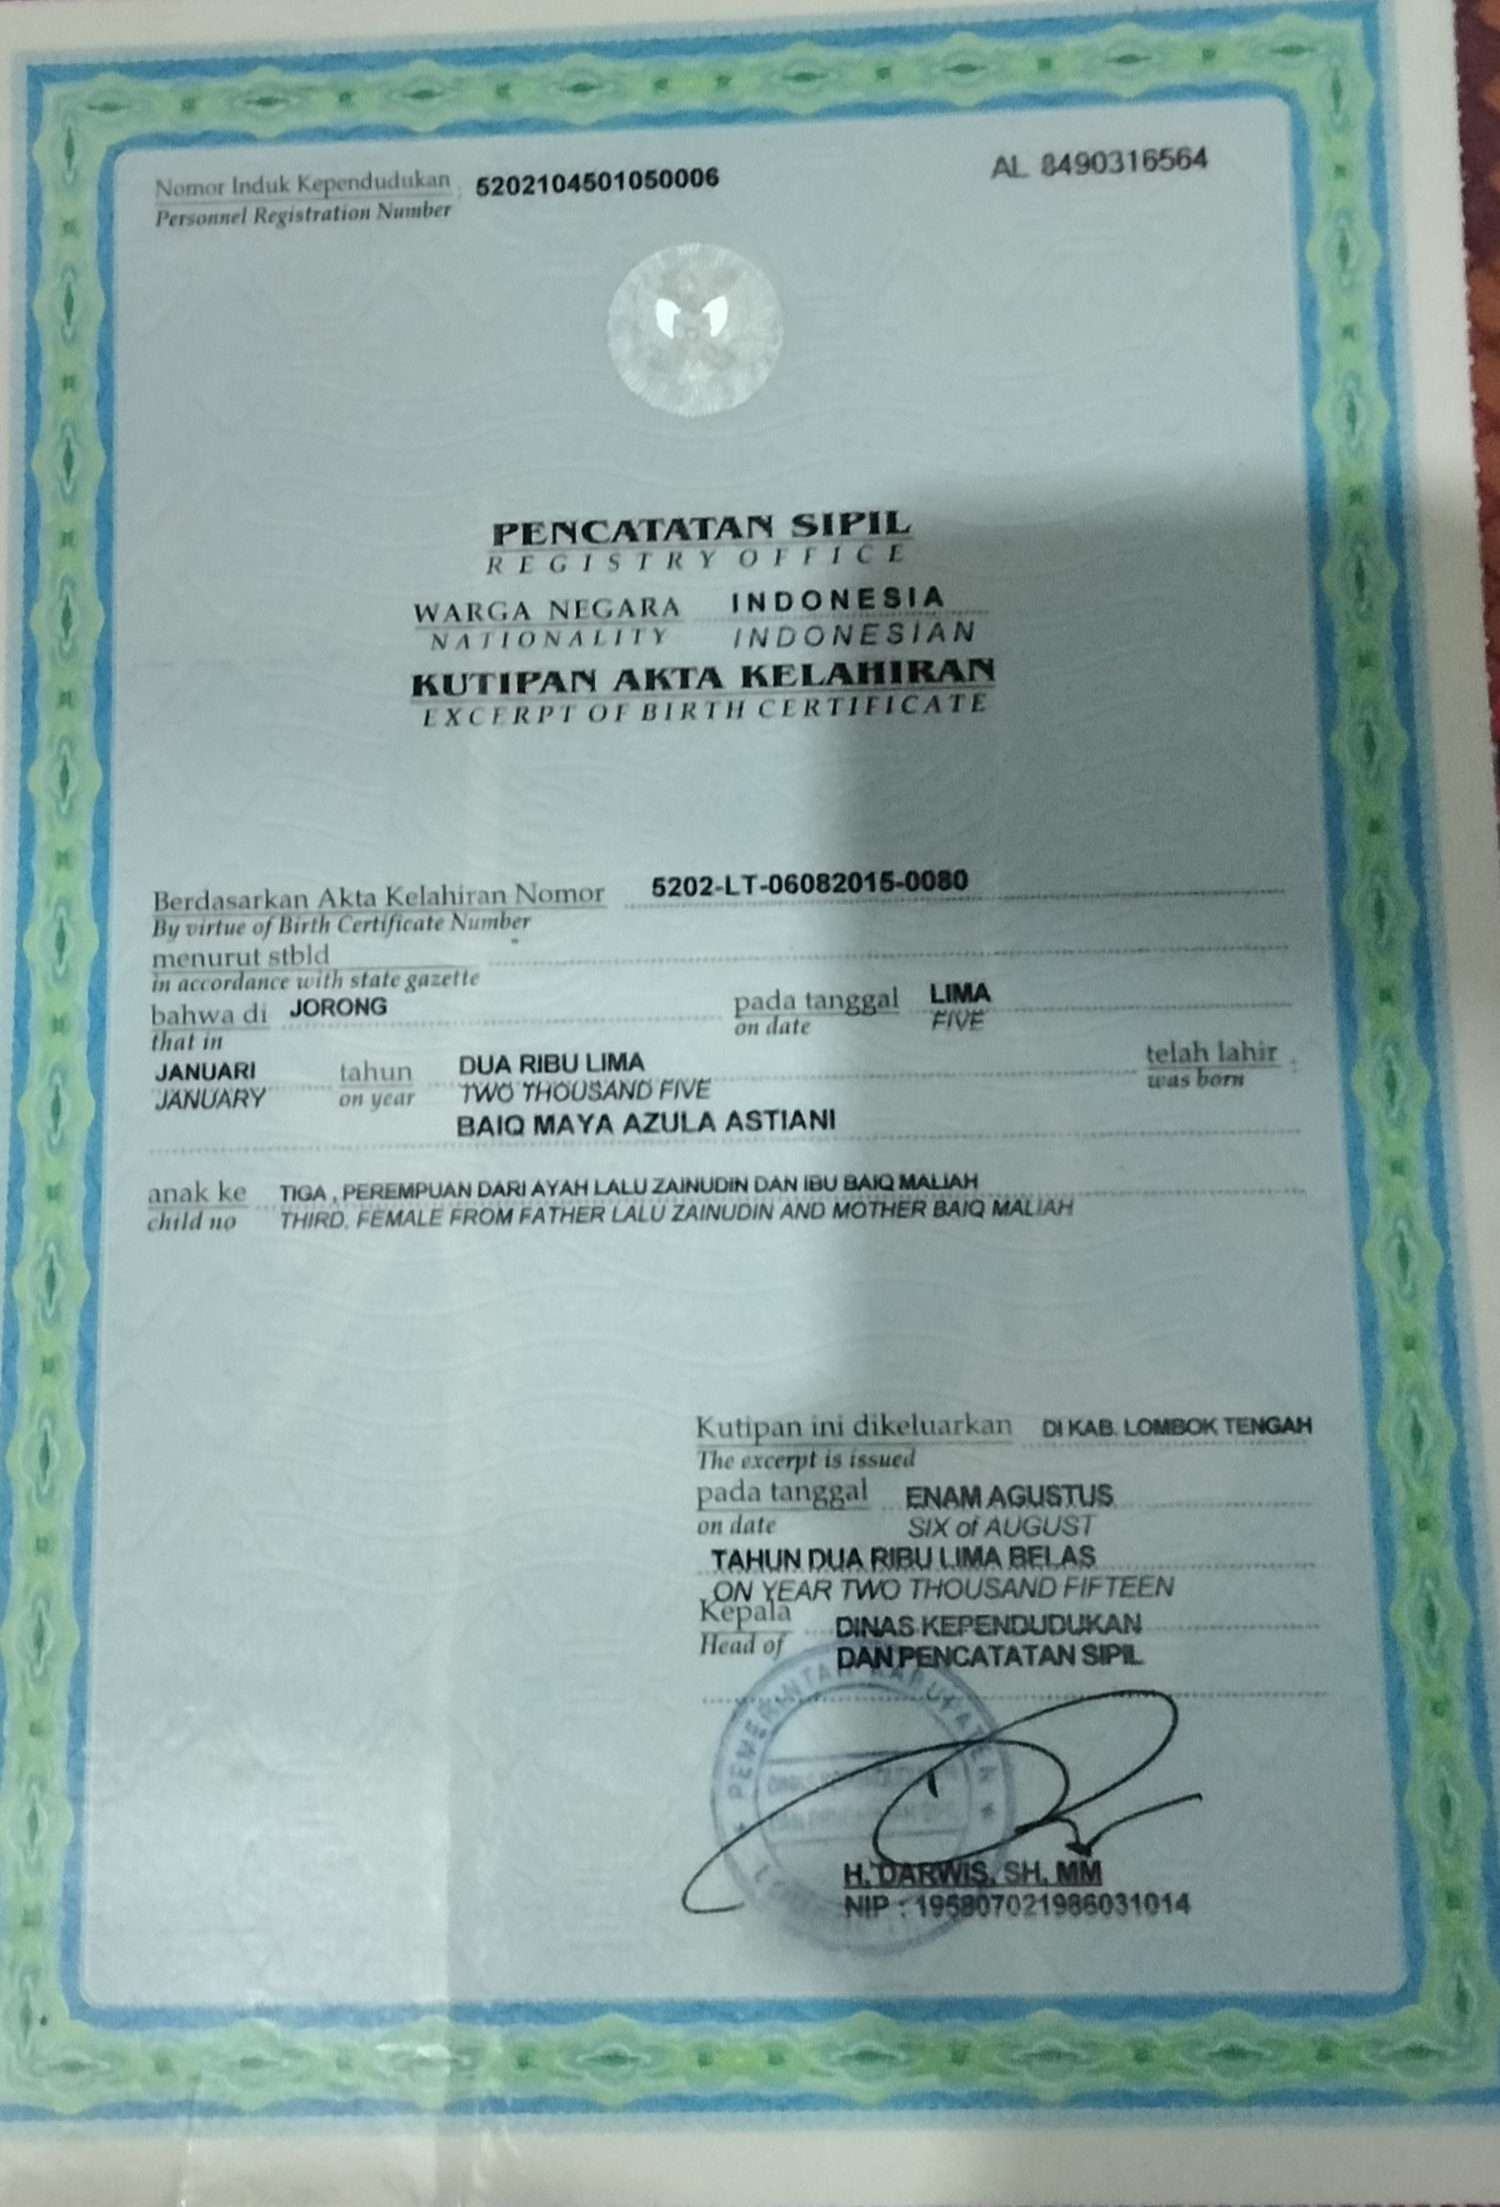 Nomor Induk Kependudukan : 5202104501050006 AL 8490316564
Personnel Registration Number
PENCATATAN SIPIL
REGISTRY OFFICE
WARGA NEGARA INDONESIA
NATIONALITY INDONESIAN
KUTIPAN AKTA KELAHIRAN
EXCERPT OF BIRTH CERTIFICATE
Berdasarkan Akta Kelahiran Nomor 5202-LT-06082015-0080
By virtue of Birth Certificate Number
menurut stbld
in accordance with state gazette
bahwa di JORONG pada tanggal LIMA
that in on date FIVE
JANUARI tahun DUA RIBU LIMA telah lahir :
JANUARY on year TWO THOUSAND FIVE was born
BAIQ MAYA AZULA ASTIANI
anak ke TIGA , PEREMPUAN DARI AYAH LALU ZAINUDIN DAN IBU BAIQ MALIAH
child no THIRD, FEMALE FROM FATHER LALU ZAINUDIN AND MOTHER BAIQ MALIAH
Kutipan ini dikeluarkan DI KAB. LOMBOK TENGAH
The excerpt is issued
pada tanggal ENAM AGUSTUS
on date SIX of AUGUST
TAHUN DUA RIBU LIMA BELAS
ON YEAR TWO THOUSAND FIFTEEN
Kepala DINAS KEPENDUDUKAN
Head of DAN PENCATATAN SIPIL
PEMERINTAH KABUPATEN
H. DARWIS, SH, MM
NIP : 195807021986031014